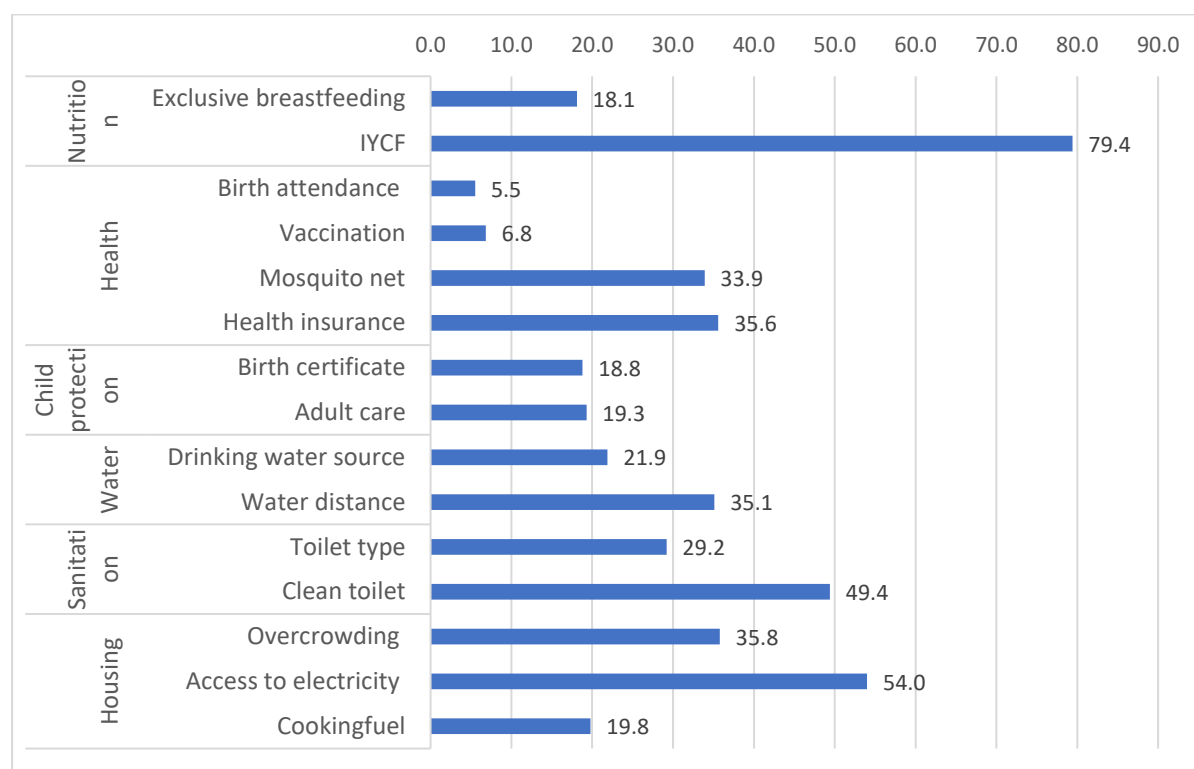 0.0 10.0 20.0 30.0 40.0 50.0 60.0 70.0 80.0 90.0
Nutritio
n
Exclusive breastfeeding 18.1
IYCF 79.4
Health
Birth attendance 5.5
Vaccination 6.8
Mosquito net 33.9
Health insurance 35.6
Child
protecti
on
Birth certificate 18.8
Adult care 19.3
Water
Drinking water source 21.9
Water distance 35.1
Sanitati
on
Toilet type 29.2
Clean toilet 49.4
Housing
Overcrowding 35.8
Access to electricity 54.0
Cookingfuel 19.8